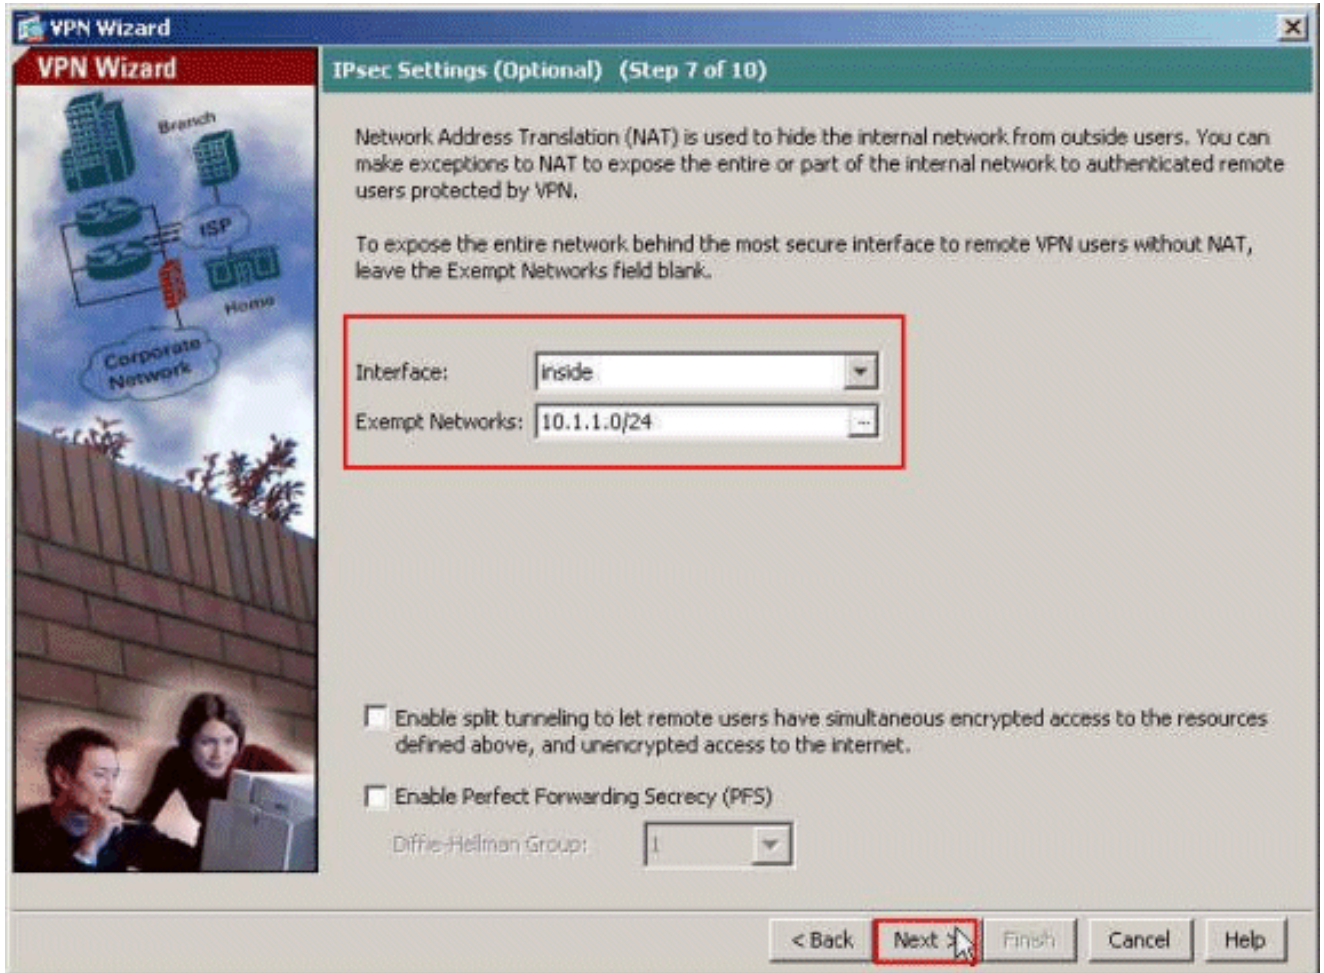 VPN Wizard
VPN Wizard
IPsec Settings (Optional) (Step 7 of 10)
Branch
ISP
Home
Corporate
Network
Network Address Translation (NAT) is used to hide the internal network from outside users. You can
make exceptions to NAT to expose the entire or part of the internal network to authenticated remote
users protected by VPN.
To expose the entire network behind the most secure interface to remote VPN users without NAT,
leave the Exempt Networks field blank.
Interface: inside
Exempt Networks: 10.1.1.0/24 ...
Enable split tunneling to let remote users have simultaneous encrypted access to the resources
defined above, and unencrypted access to the internet.
Enable Perfect Forwarding Secrecy (PFS)
Diffie-Hellman Group: 1
< Back Next > Finish Cancel Help